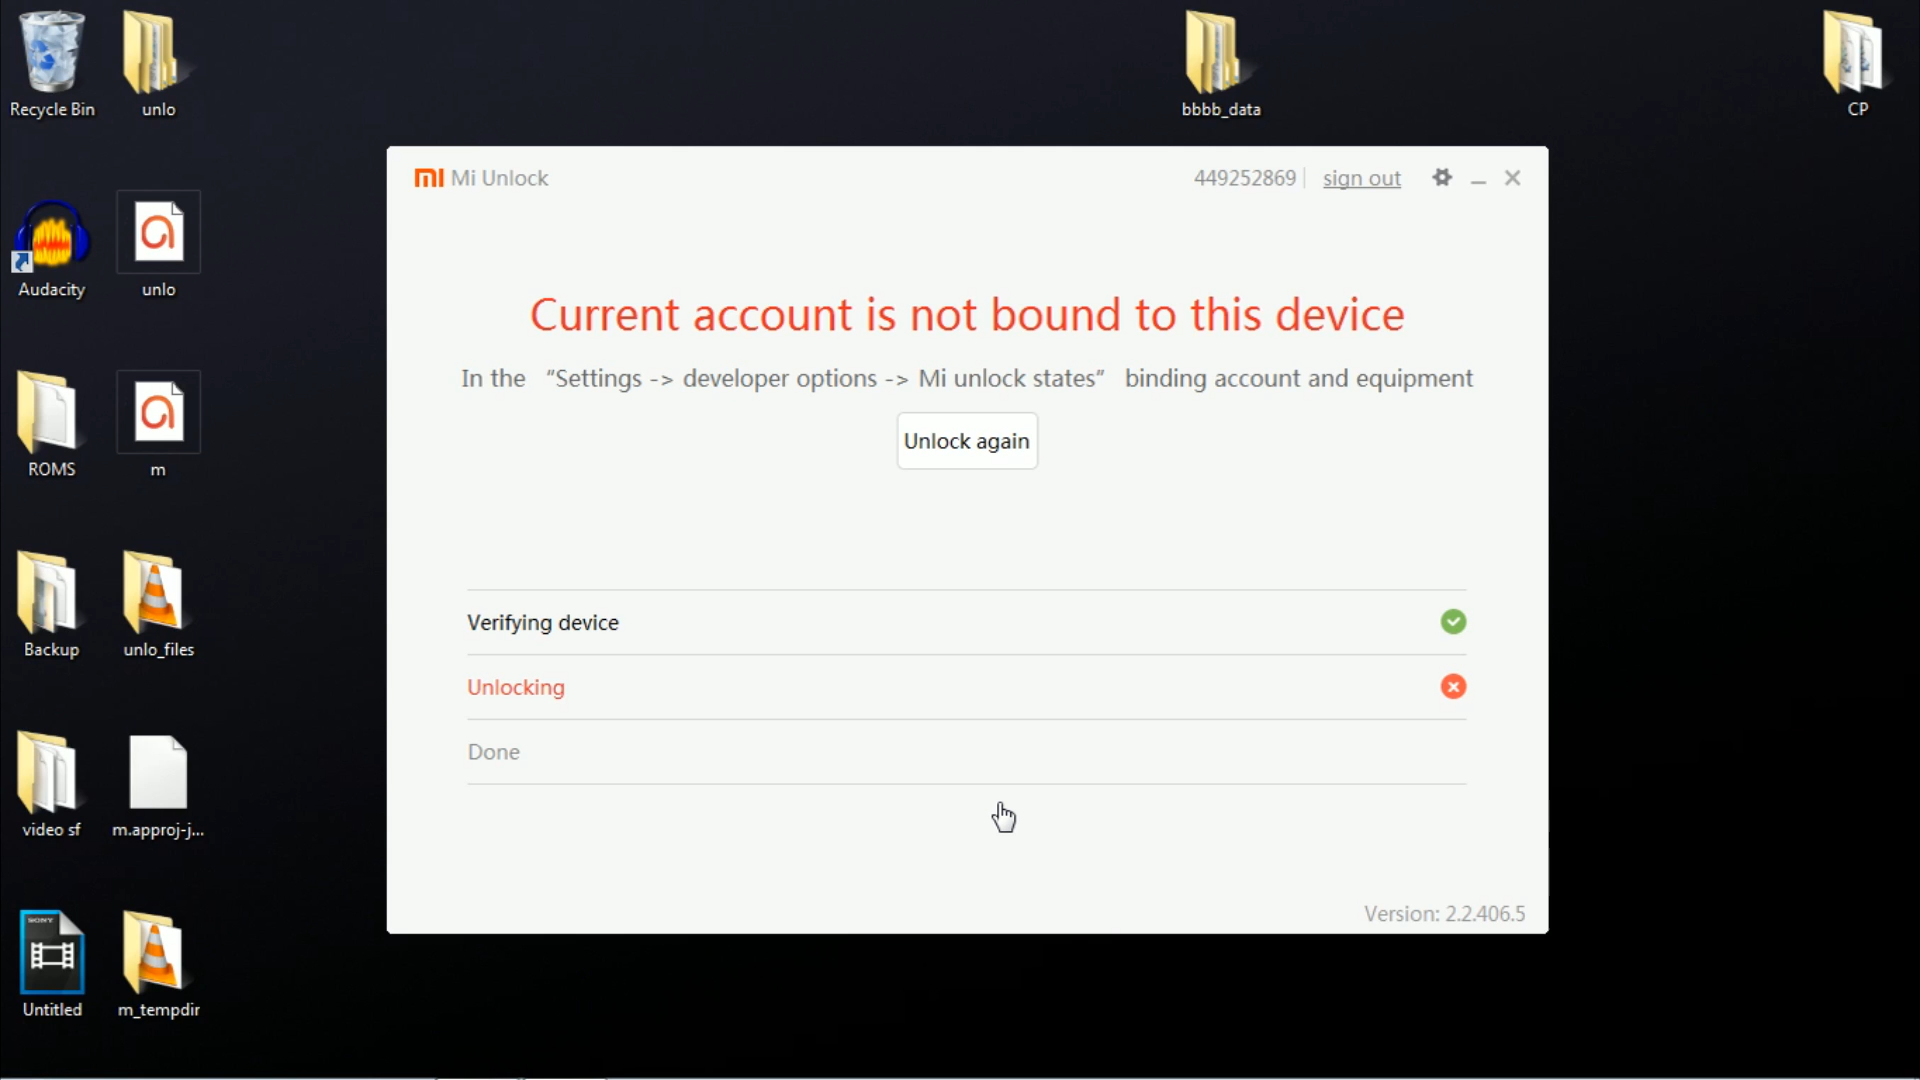 Recycle Bin
unlo
bbbb_data
CP
mi Mi Unlock
449252869
sign out
Audacity
unlo
Current account is not bound to this device
In the “Settings -> developer options -> Mi unlock states” binding account and equipment
Unlock again
ROMS
m
Verifying device
Backup
unlo_files
Unlocking
Done
video sf
m.approj-j...
Version: 2.2.406.5
SONY
Untitled
m_tempdir